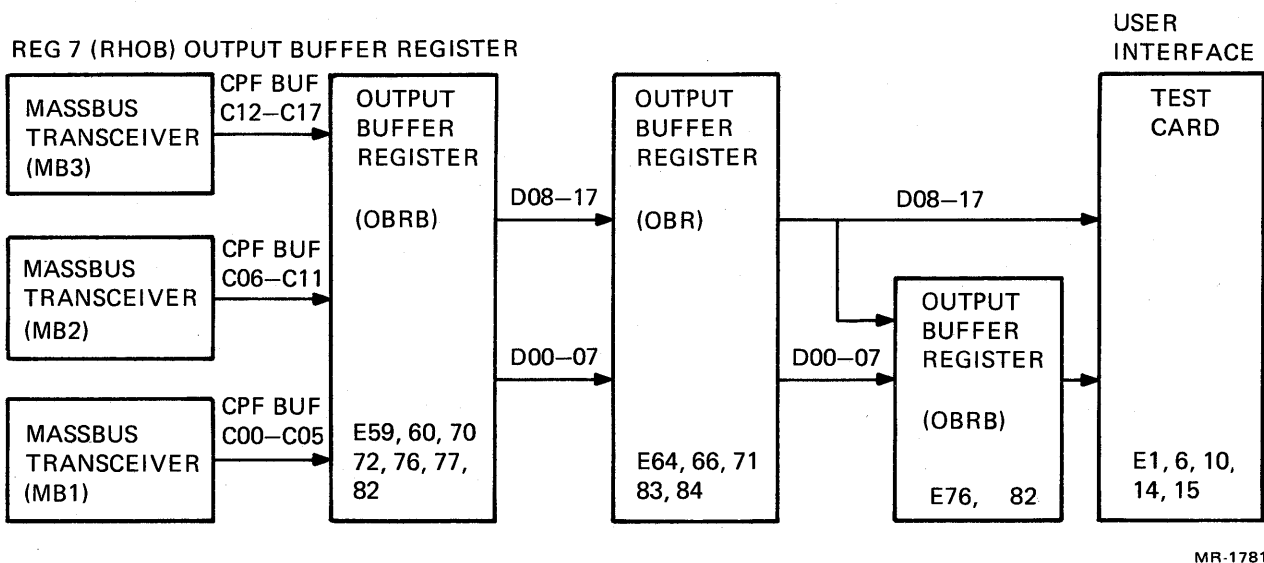 REG 7 (RHOB) OUTPUT BUFFER REGISTER
USER
INTERFACE
MASSBUS
TRANSCEIVER
(MB3)
CPF BUF
C12–C17
MASSBUS
TRANSCEIVER
(MB2)
CPF BUF
C06–C11
MASSBUS
TRANSCEIVER
(MB1)
CPF BUF
C00–C05
OUTPUT
BUFFER
REGISTER
(OBRB)
E59, 60, 70
72, 76, 77,
82
D08–17
D00–07
OUTPUT
BUFFER
REGISTER
(OBR)
E64, 66, 71
83, 84
D08–17
D00–07
OUTPUT
BUFFER
REGISTER
(OBRB)
E76, 82
TEST
CARD
E1, 6, 10,
14, 15
MR-1781